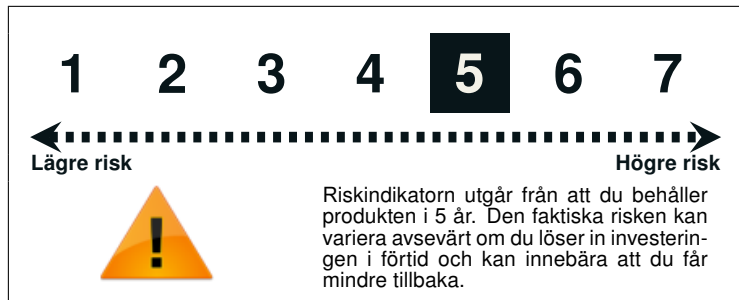 1 2 3 4 5 6 7
Lägre risk Högre risk
!
Riskindikatorn utgår från att du behåller
produkten i 5 år. Den faktiska risken kan
variera avsevärt om du löser in investerin-
gen i förtid och kan innebära att du får
mindre tillbaka.